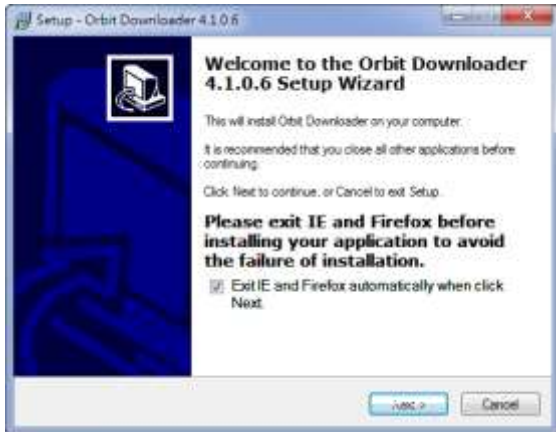 Setup - Orbit Downloader 4.1.0.6
Welcome to the Orbit Downloader
4.1.0.6 Setup Wizard
This will install Orbit Downloader on your computer.
It is recommended that you close all other applications before
continuing.
Click Next to continue, or Cancel to exit Setup.
Please exit IE and Firefox before
installing your application to avoid
the failure of installation.
Exit IE and Firefox automatically when click
Next.
Next >
Cancel